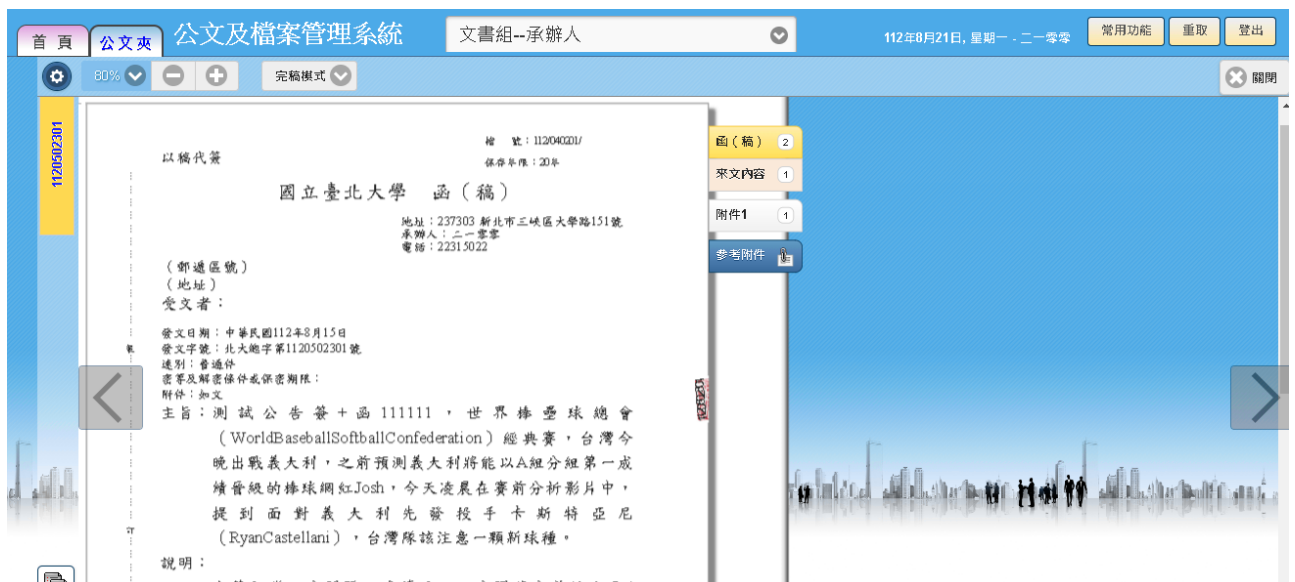 首 頁
公文夾
公文及檔案管理系統
文書組--承辦人
112年8月21日, 星期一 . 二一零零
常用功能
重取
登出
80%
完稿模式
關閉
1120502301
檔 號：112/040201/
保存年限：20年
以稿代簽
國立臺北大學 函（稿）
地址：237303 新北市三峽區大學路151號
承辦人：二一零零
電話：22315022
（郵遞區號）
（地址）
受文者：
發文日期：中華民國112年8月15日
發文字號：北大總字第1120502301號
速別：普通件
密等及解密條件或保密期限：
附件：如文
主旨：測試公告簽+函111111，世界棒壘球總會
（WorldBaseballSoftballConfederation）經典賽，台灣今
晚出戰義大利，之前預測義大利將能以A組分組第一成
績晉級的棒球網紅Josh，今天凌晨在賽前分析影片中，
提到面對義大利先發投手卡斯特亞尼
（RyanCastellani），台灣隊該注意一顆新球種。
說明：
裝
訂
函（稿） 2
來文內容 1
附件1 1
參考附件